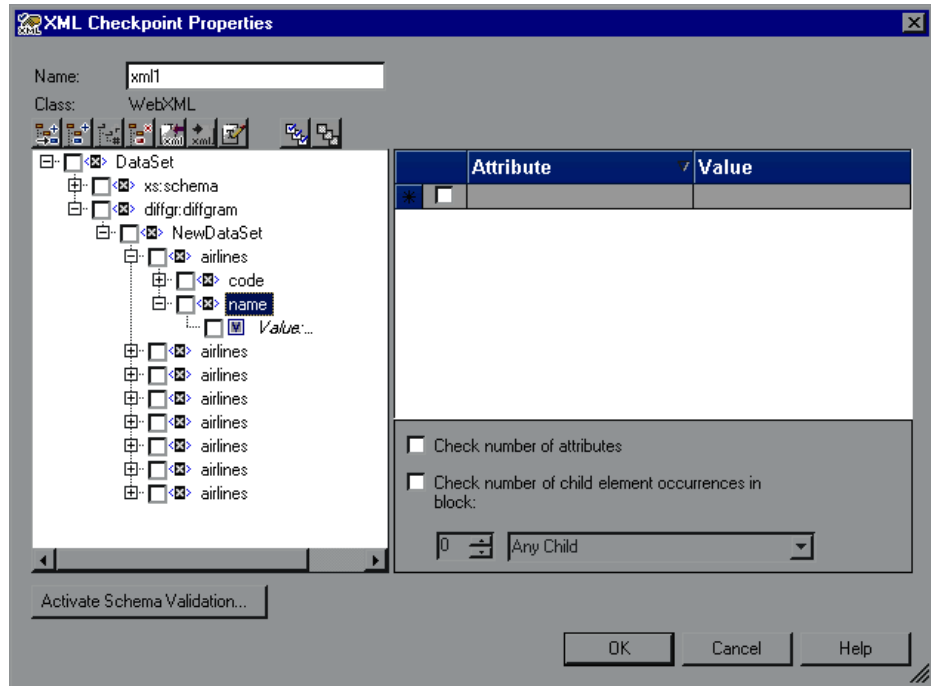 XML Checkpoint Properties
Name: xml1
Class: WebXML
DataSet
xs:schema
diffgr:diffgram
NewDataSet
airlines
code
name
Value:...
airlines
airlines
airlines
airlines
airlines
airlines
airlines
Attribute Value
Check number of attributes
Check number of child element occurrences in
block:
0 Any Child
Activate Schema Validation...
OK Cancel Help